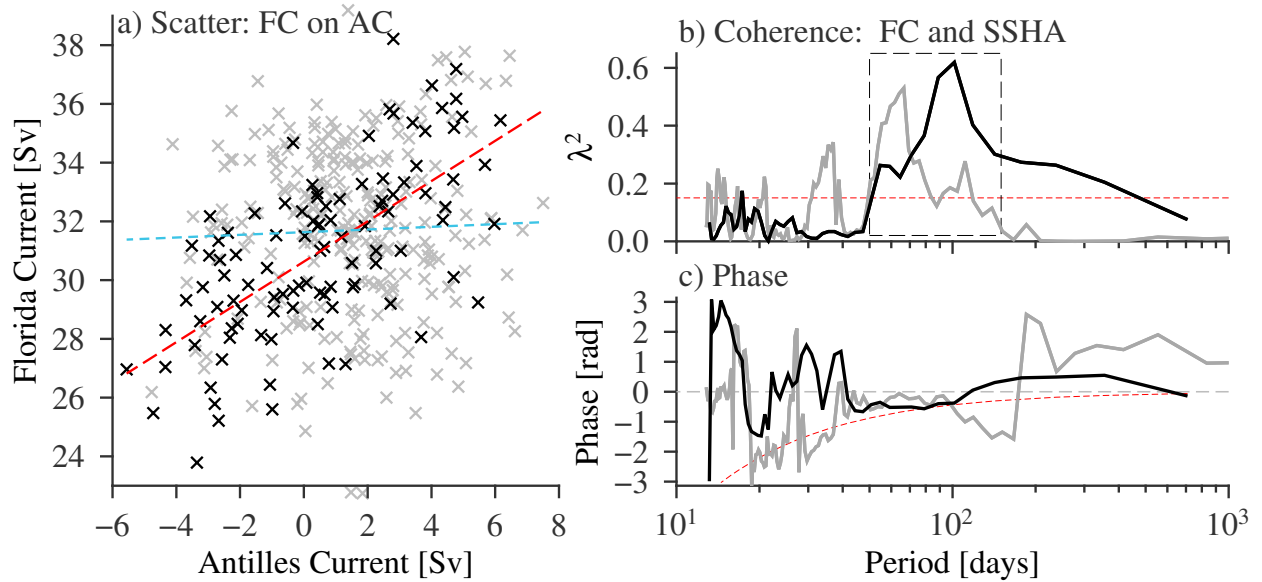 a) Scatter: FC on AC
38
36
34
32
30
28
26
24
Florida Current [Sv]
−6 −4 −2 0 2 4 6 8
Antilles Current [Sv]
b) Coherence: FC and SSHA
0.6
0.4
0.2
0.0
λ²
c) Phase
3
2
1
0
−1
−2
−3
Phase [rad]
10¹ 10² 10³
Period [days]